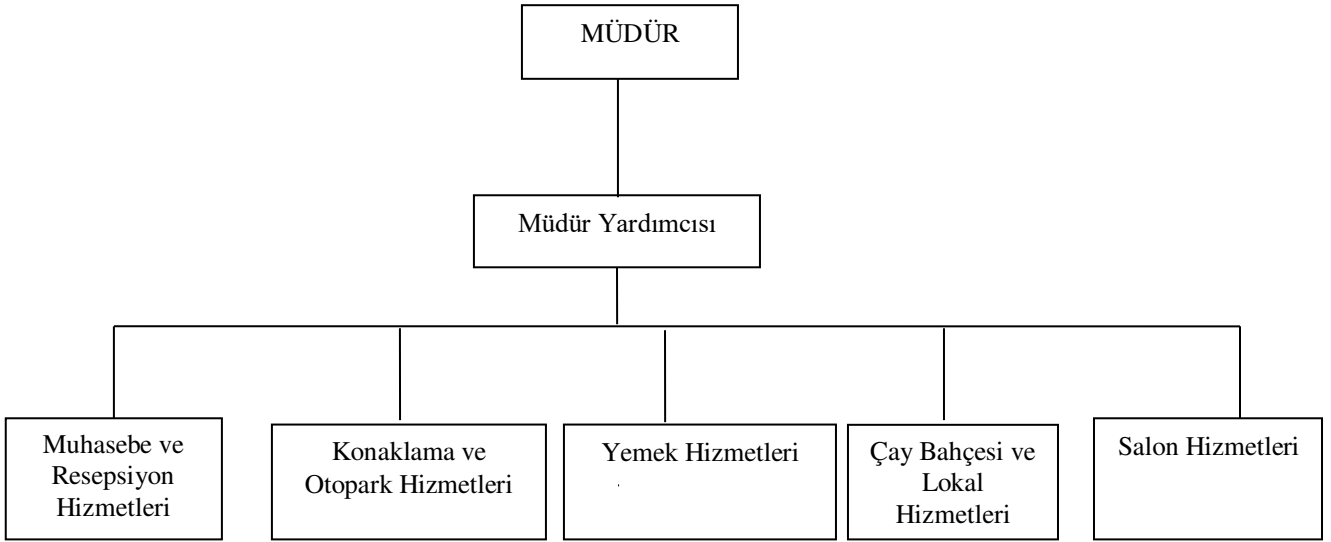 MÜDÜR
Müdür Yardımcısı
Muhasebe ve
Resepsiyon
Hizmetleri
Konaklama ve
Otopark Hizmetleri
Yemek Hizmetleri
.
Çay Bahçesi ve
Lokal
Hizmetleri
Salon Hizmetleri